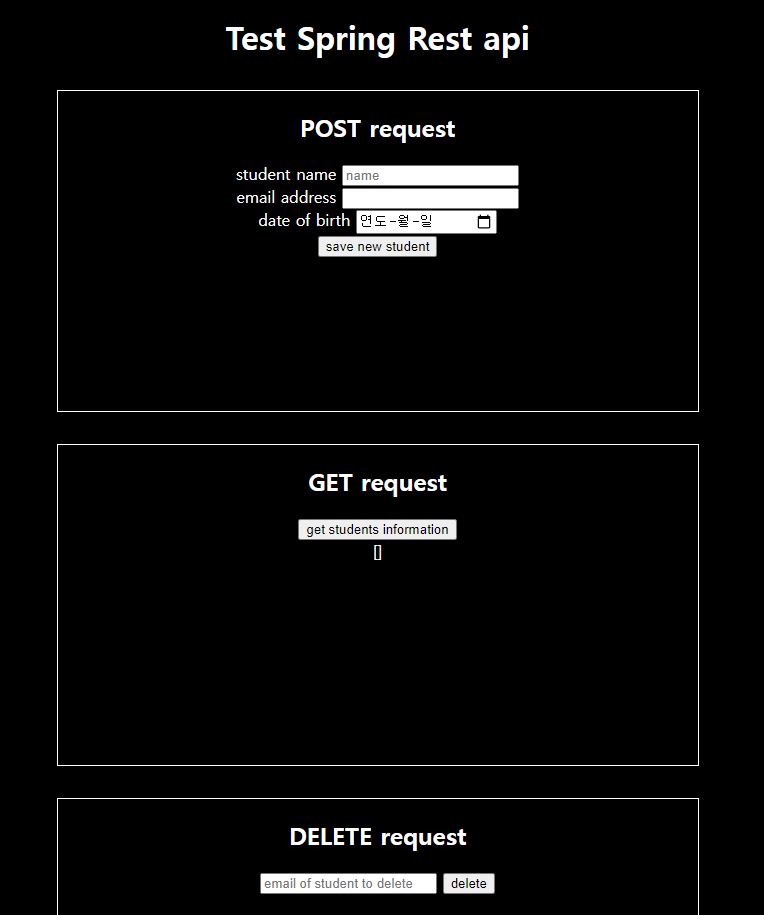 Test Spring Rest api
POST request
student name name
email address
date of birth 연도-월-일
save new student
GET request
get students information
[]
DELETE request
email of student to delete delete